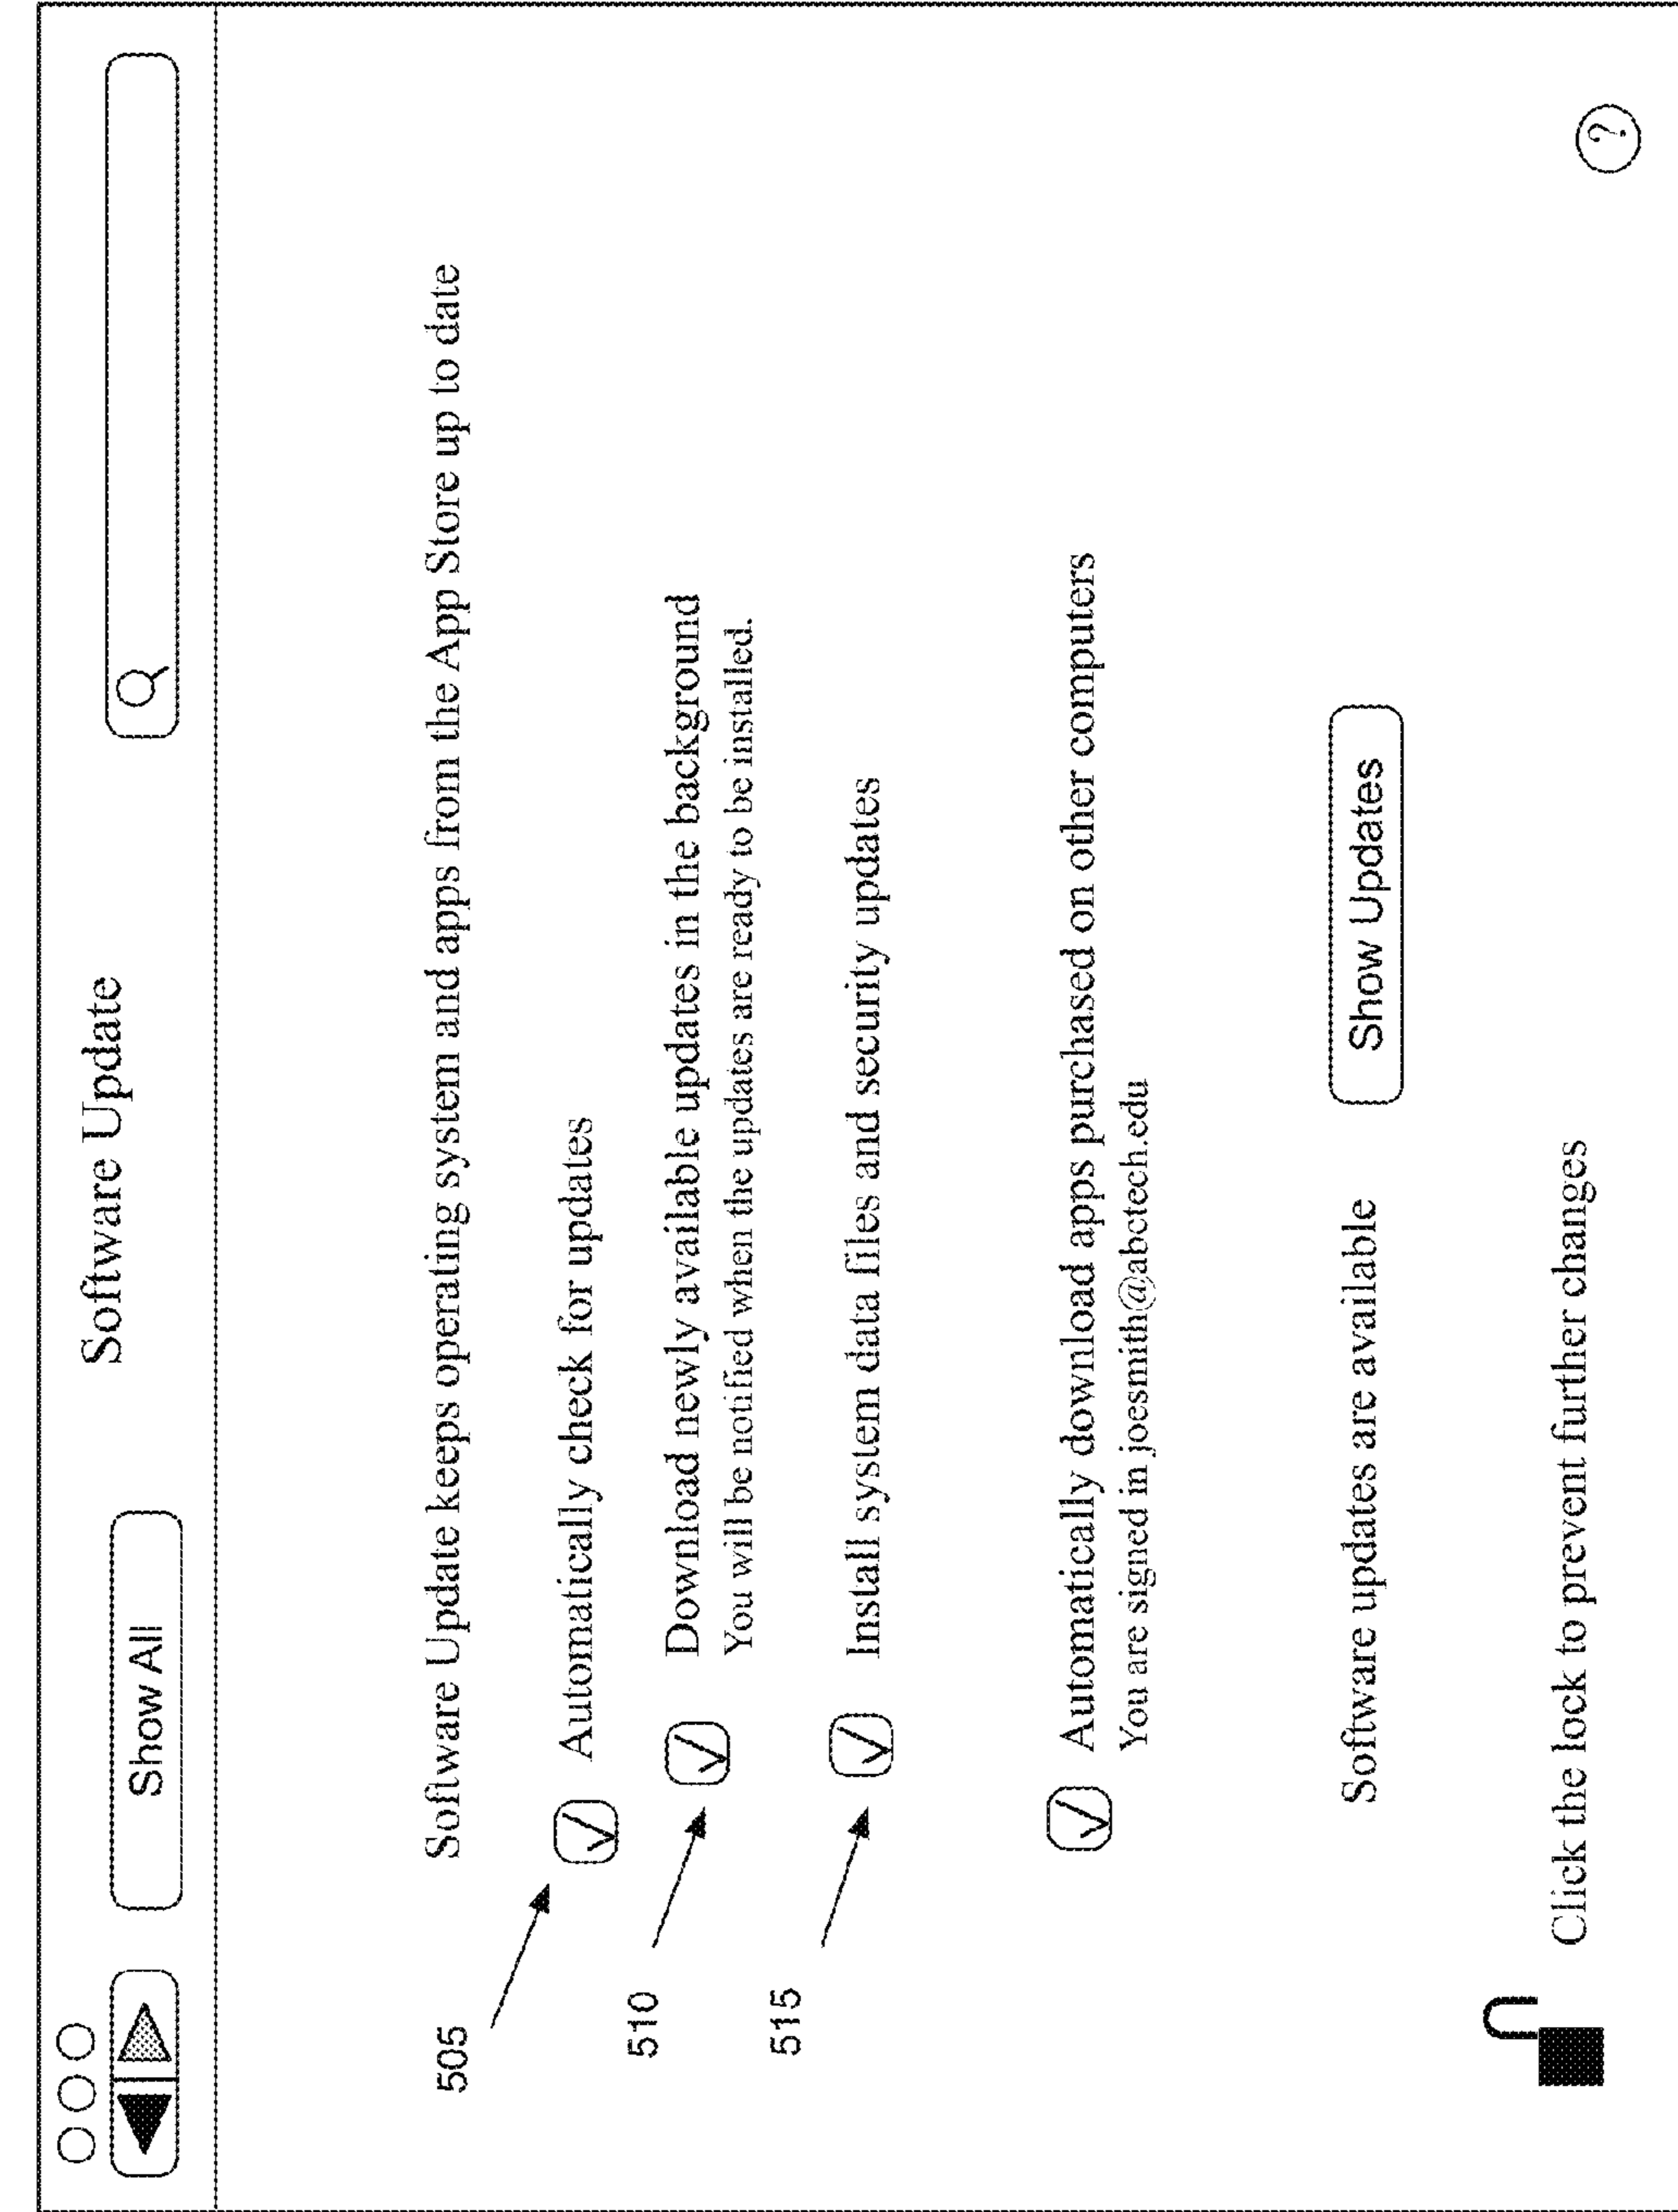 Software Update
Show All
Software Update keeps operating system and apps from the App Store up to date
505
Automatically check for updates
510
Download newly available updates in the background
You will be notified when the updates are ready to be installed.
515
Install system data files and security updates
Automatically download apps purchased on other computers
You are signed in joesmith@abctech.edu
Software updates are available
Show Updates
Click the lock to prevent further changes
?